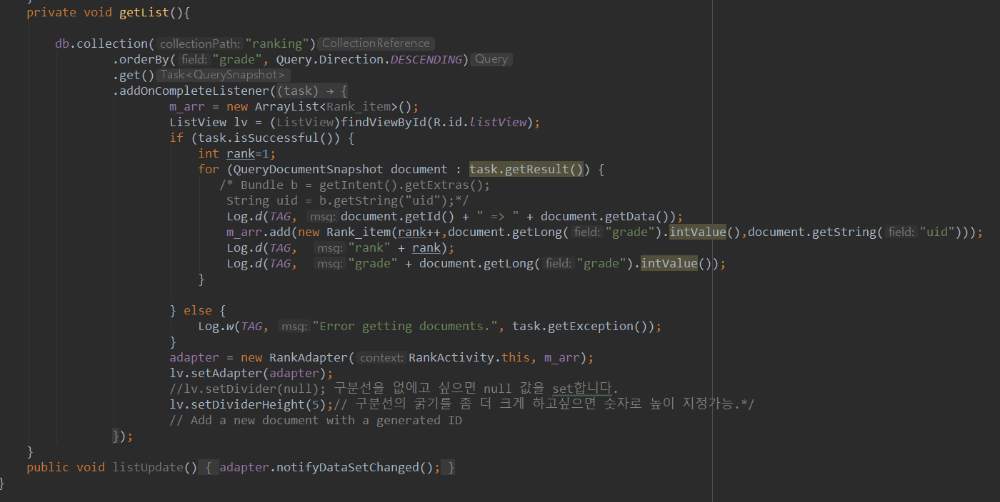 }
private void getList(){
db.collection( collectionPath: "ranking") CollectionReference
.orderBy( field: "grade", Query.Direction.DESCENDING) Query
.get() Task<QuerySnapshot>
.addOnCompleteListener((task) → {
m_arr = new ArrayList<Rank_item>();
ListView lv = (ListView)findViewById(R.id.listView);
if (task.isSuccessful()) {
int rank=1;
for (QueryDocumentSnapshot document : task.getResult()) {
/* Bundle b = getIntent().getExtras();
String uid = b.getString("uid");*/
Log.d(TAG, msg: document.getId() + " => " + document.getData());
m_arr.add(new Rank_item(rank++,document.getLong( field: "grade").intValue(),document.getString( field: "uid")));
Log.d(TAG, msg: "rank" + rank);
Log.d(TAG, msg: "grade" + document.getLong( field: "grade").intValue());
}
} else {
Log.w(TAG, msg: "Error getting documents.", task.getException());
}
adapter = new RankAdapter( context: RankActivity.this, m_arr);
lv.setAdapter(adapter);
//lv.setDivider(null); 구분선을 없에고 싶으면 null 값을 set합니다.
lv.setDividerHeight(5);// 구분선의 굵기를 좀 더 크게 하고싶으면 숫자로 높이 지정가능.*/
// Add a new document with a generated ID
});
}
public void listUpdate() { adapter.notifyDataSetChanged(); }
}